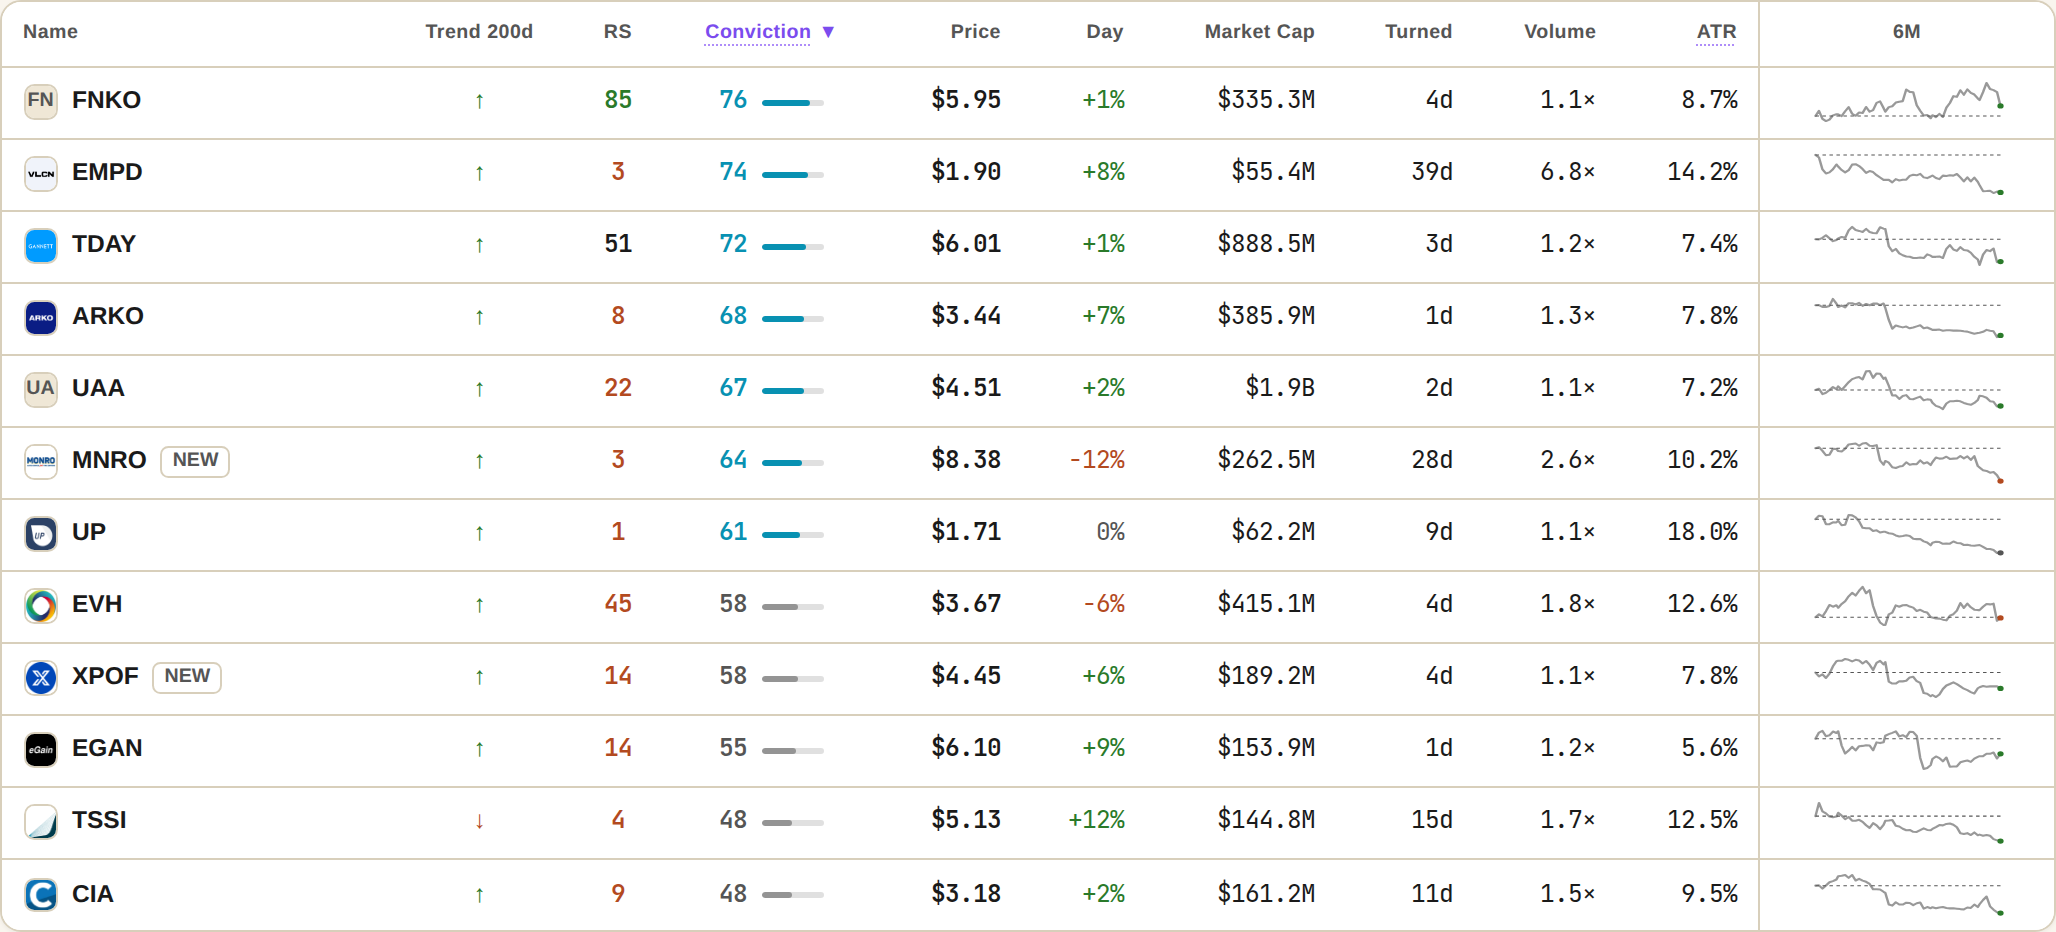 Name Trend 200d RS Conviction ▼ Price Day Market Cap Turned Volume ATR 6M
FN FNKO ↑ 85 76 $5.95 +1% $335.3M 4d 1.1× 8.7%
VLCN EMPD ↑ 3 74 $1.90 +8% $55.4M 39d 6.8× 14.2%
GANNETT TDAY ↑ 51 72 $6.01 +1% $888.5M 3d 1.2× 7.4%
ARKO ARKO ↑ 8 68 $3.44 +7% $385.9M 1d 1.3× 7.8%
UA UAA ↑ 22 67 $4.51 +2% $1.9B 2d 1.1× 7.2%
MONRO MNRO NEW ↑ 3 64 $8.38 -12% $262.5M 28d 2.6× 10.2%
UP UP ↑ 1 61 $1.71 0% $62.2M 9d 1.1× 18.0%
EVH ↑ 45 58 $3.67 -6% $415.1M 4d 1.8× 12.6%
X XPOF NEW ↑ 14 58 $4.45 +6% $189.2M 4d 1.1× 7.8%
eGain EGAN ↑ 14 55 $6.10 +9% $153.9M 1d 1.2× 5.6%
TSSI ↓ 4 48 $5.13 +12% $144.8M 15d 1.7× 12.5%
C CIA ↑ 9 48 $3.18 +2% $161.2M 11d 1.5× 9.5%